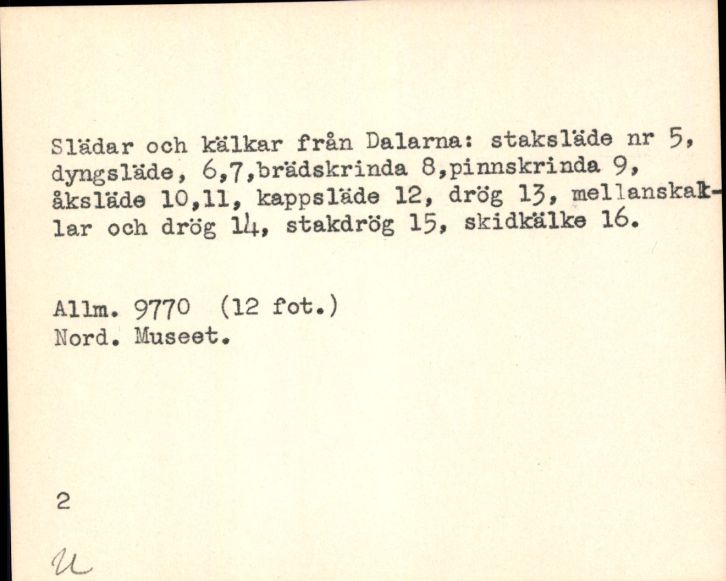 Slädar och kälkar från Dalarna: staksläde nr 5,
dyngsläde, 6,7,brädskrinda 8,pinnskrinda 9,
åksläde 10,11, kappsläde 12, drög 13, mellanskak-
lar och drög 14, stakdrög 15, skidkälke 16.
Allm. 9770 (12 fot.)
Nord. Museet.
2
U